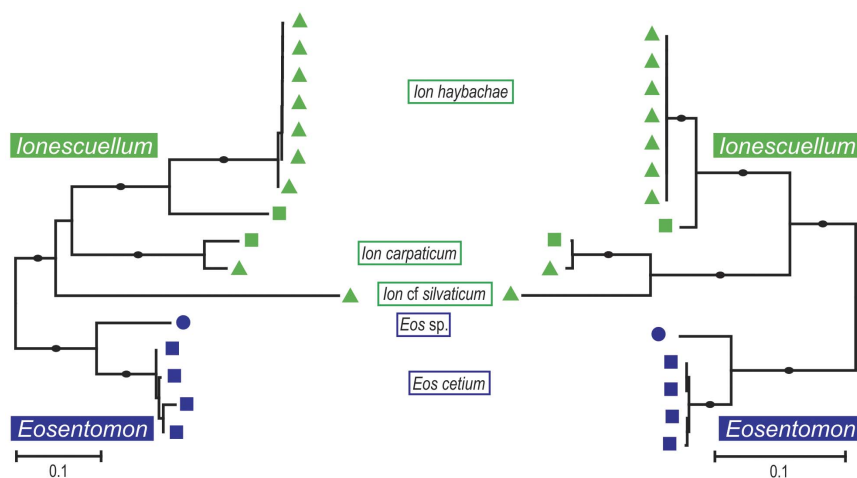 Ion haybachae
Ionescuellum
Ionescuellum
Ion carpaticum
Ion cf silvaticum
Eos sp.
Eos cetium
Eosentomon
Eosentomon
0.1
0.1